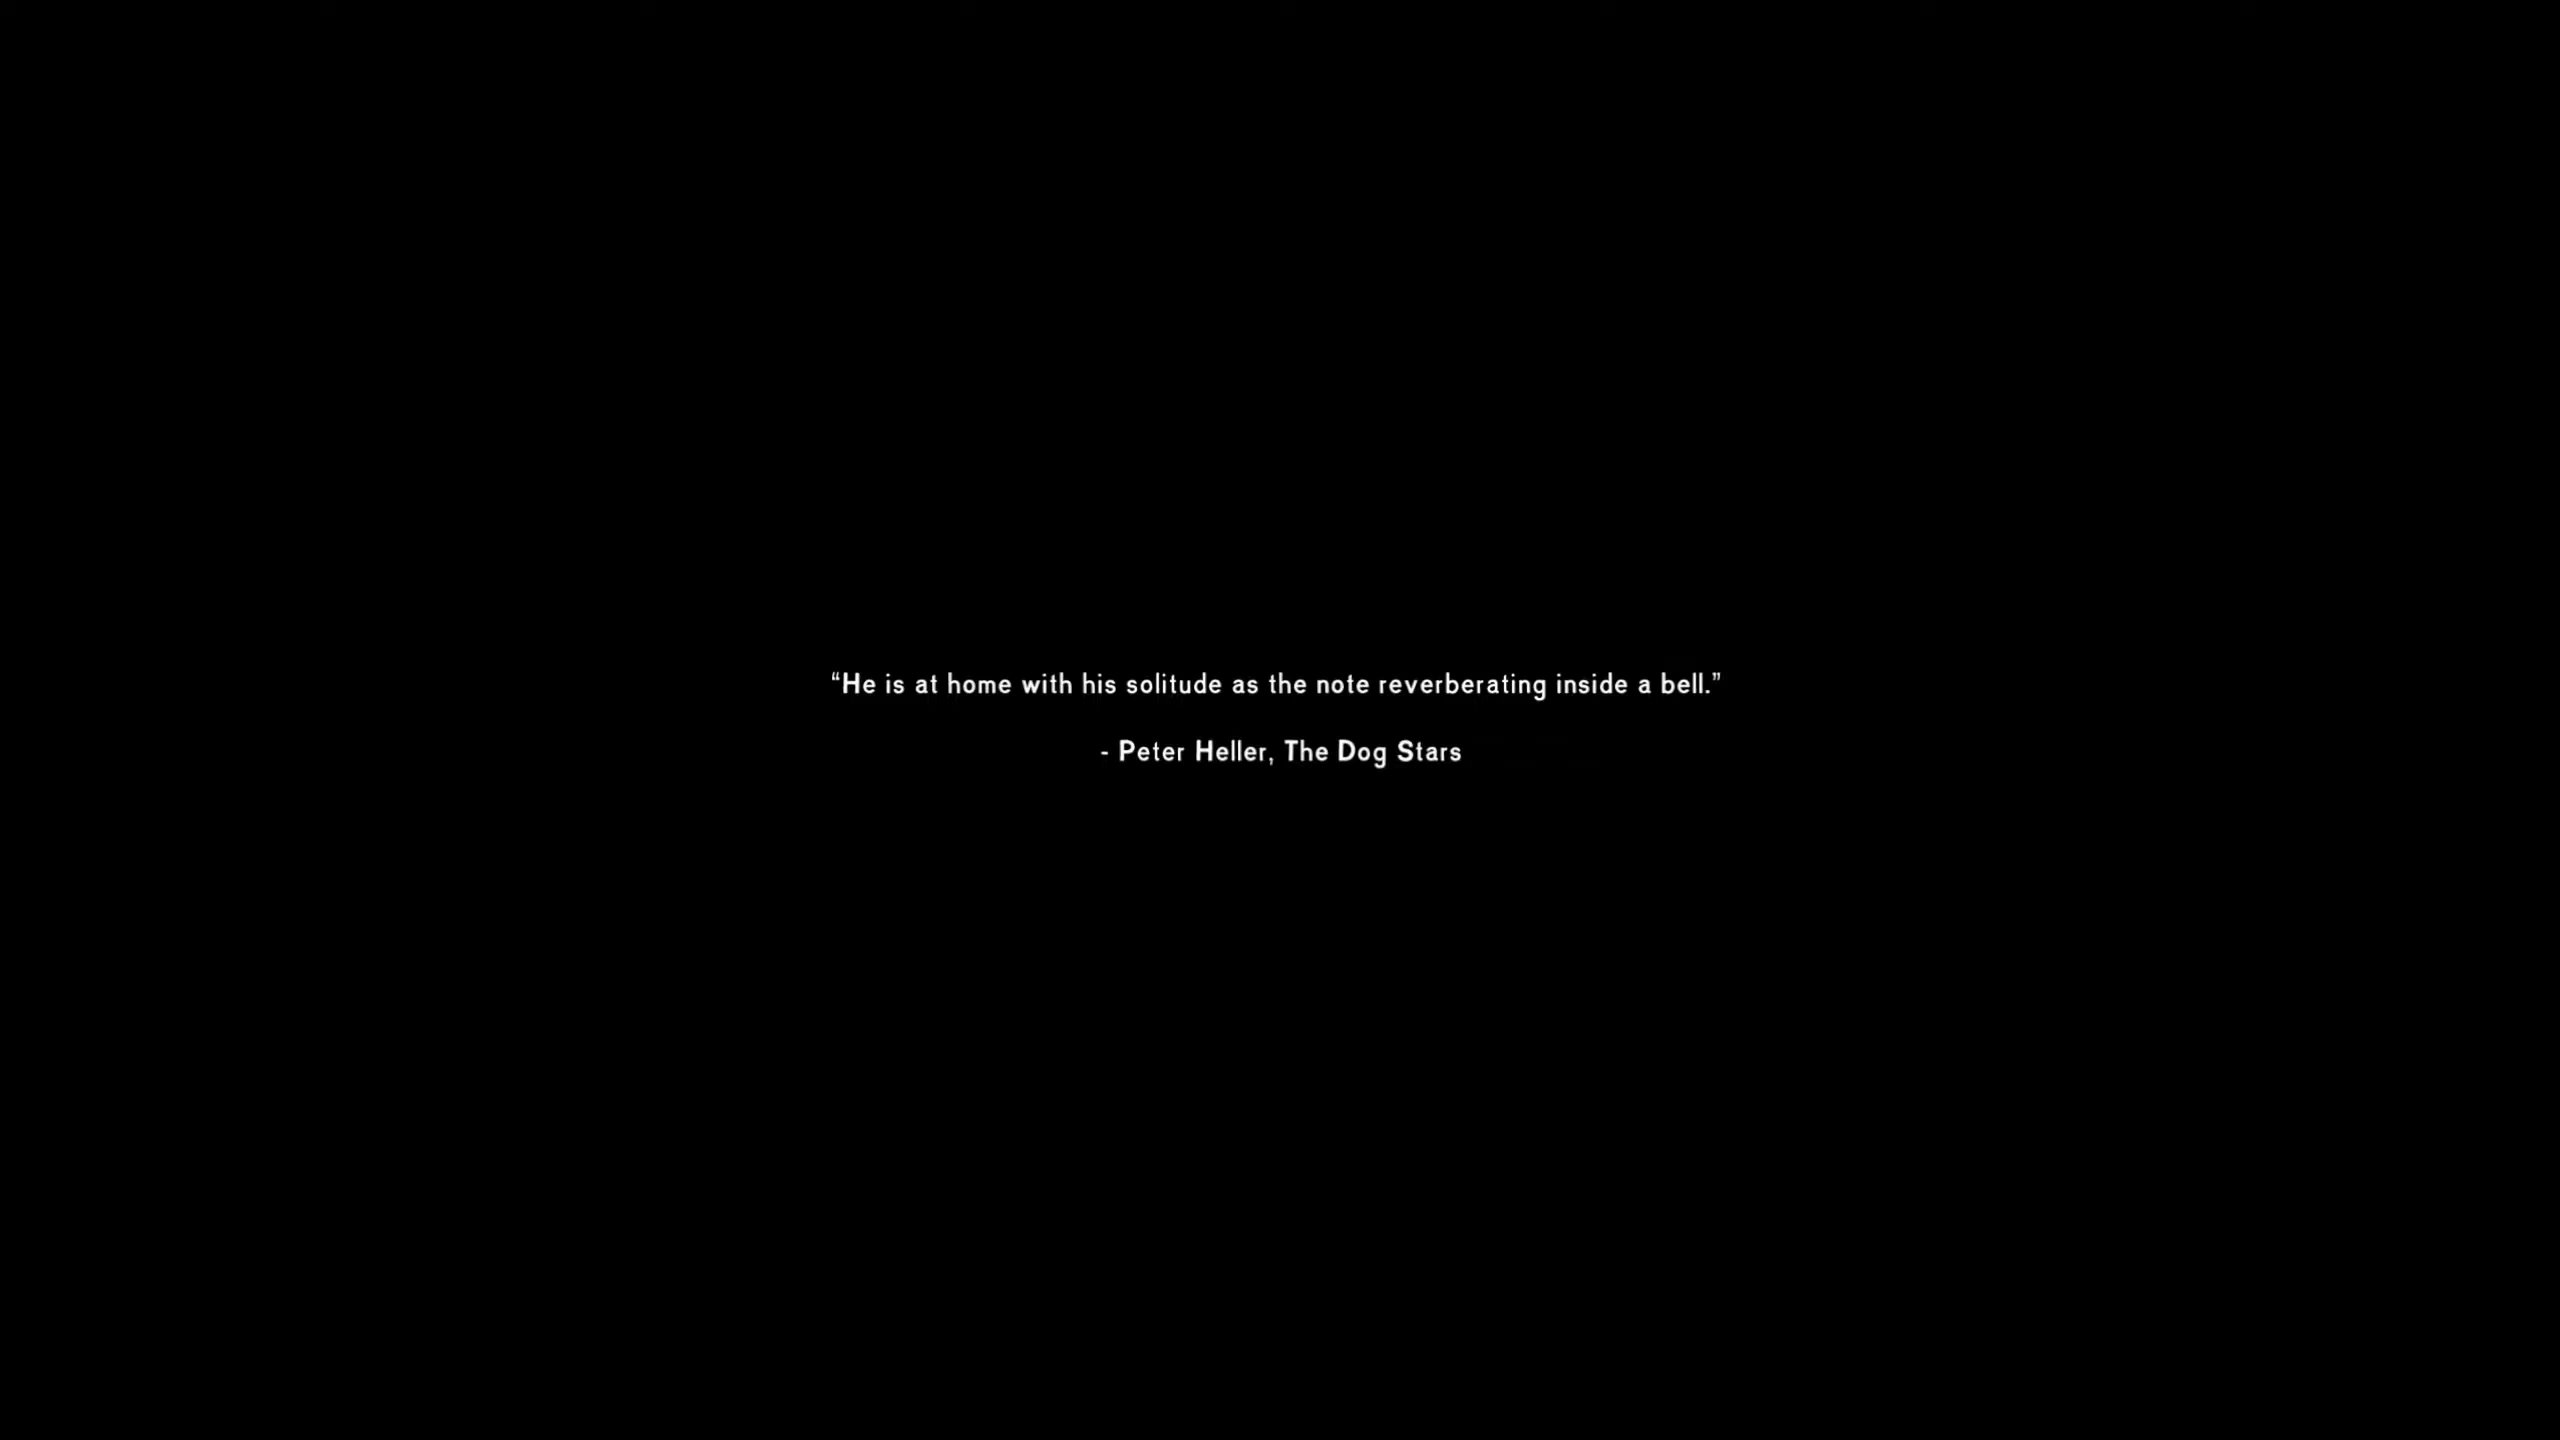 “He is at home with his solitude as the note reverberating inside a bell.”
- Peter Heller, The Dog Stars